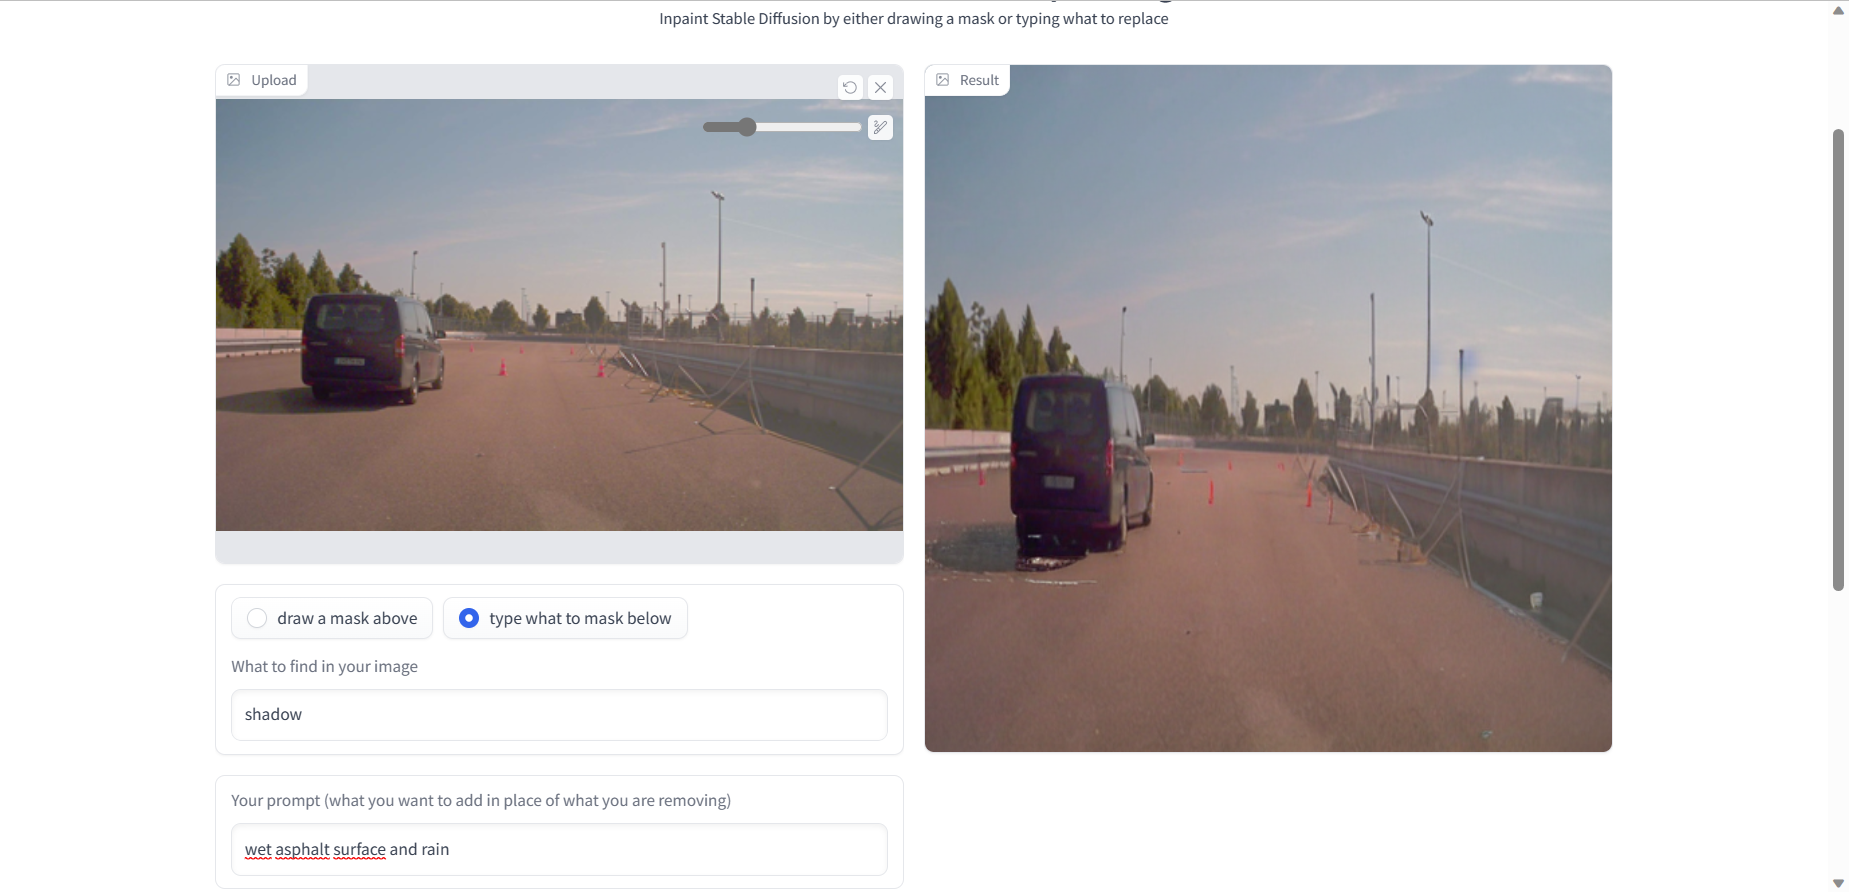 Inpaint Stable Diffusion by either drawing a mask or typing what to replace
Upload
Result
draw a mask above
type what to mask below
What to find in your image
shadow
Your prompt (what you want to add in place of what you are removing)
wet asphalt surface and rain